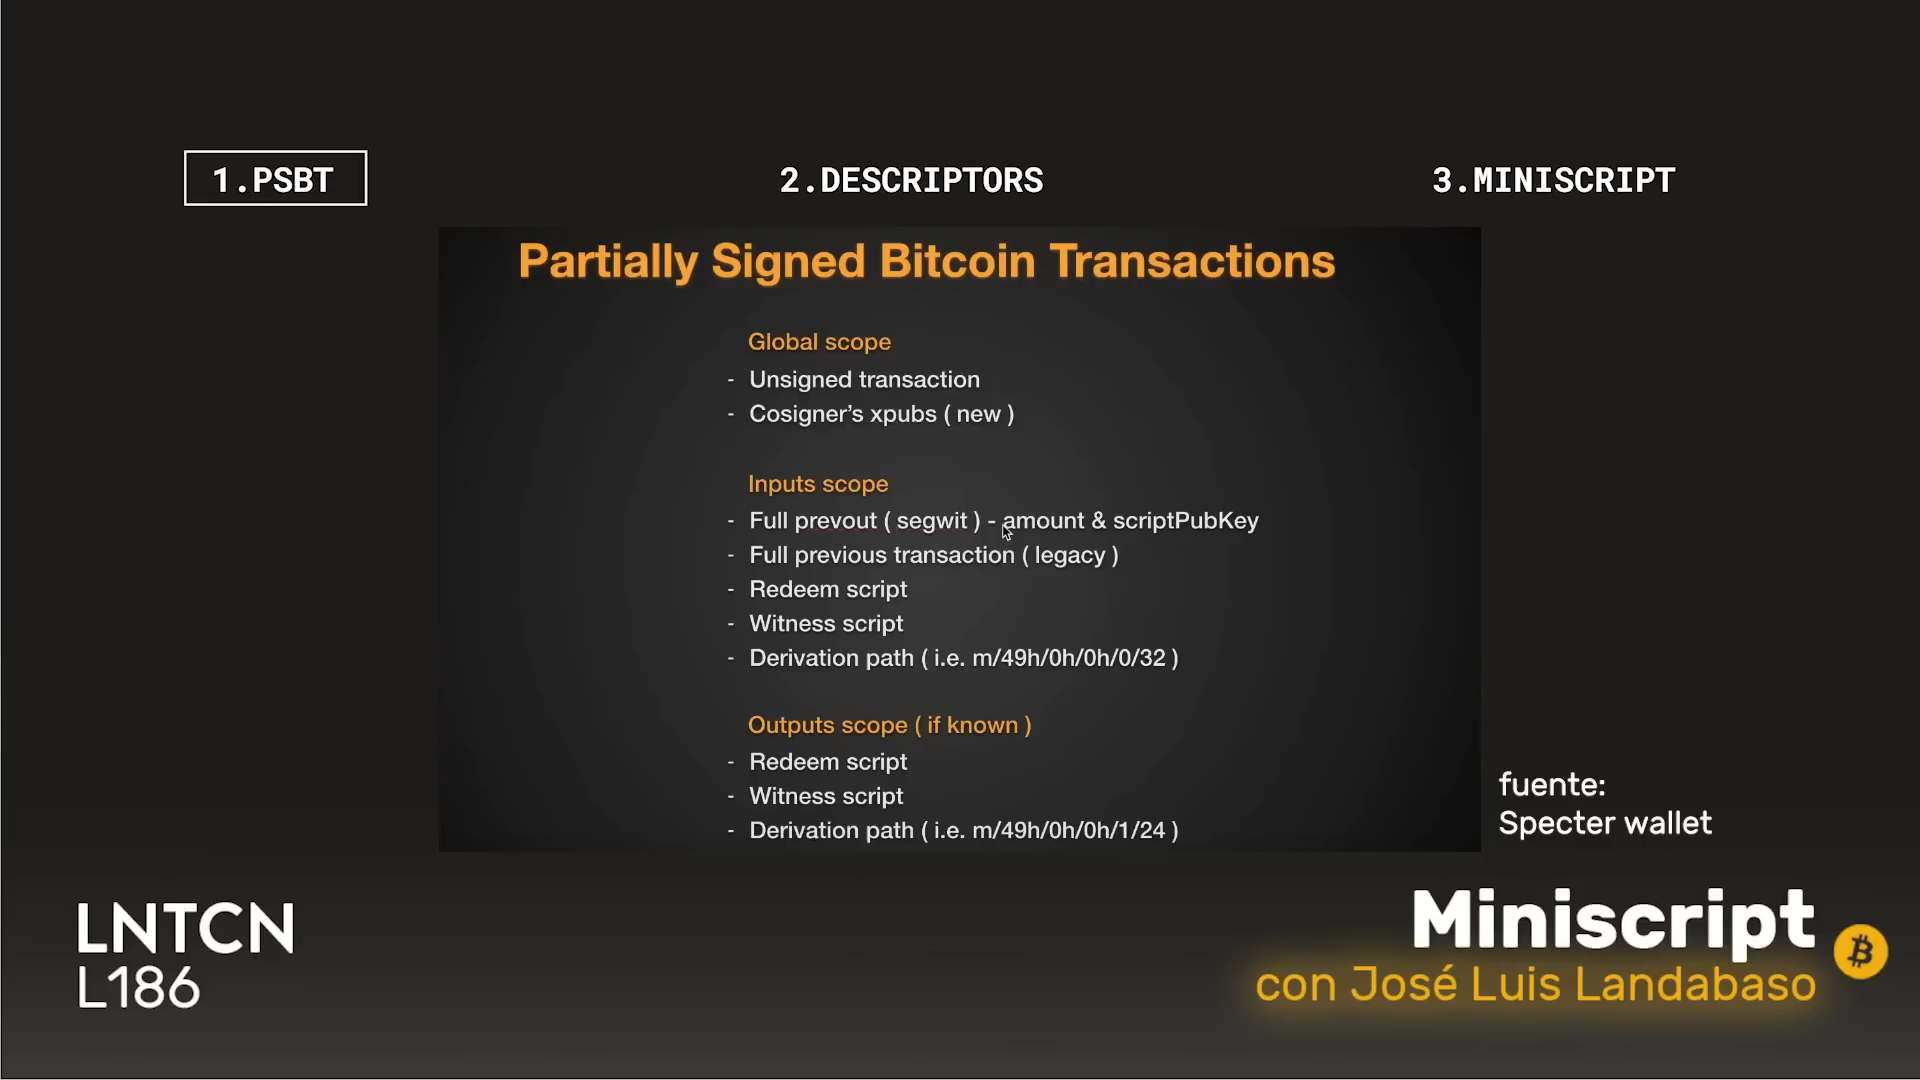 1.PSBT
2.DESCRIPTORS
3.MINISCRIPT
Partially Signed Bitcoin Transactions
Global scope
- Unsigned transaction
- Cosigner’s xpubs ( new )
Inputs scope
- Full prevout ( segwit ) - amount & scriptPubKey
- Full previous transaction ( legacy )
- Redeem script
- Witness script
- Derivation path ( i.e. m/49h/0h/0h/0/32 )
Outputs scope ( if known )
- Redeem script
- Witness script
- Derivation path ( i.e. m/49h/0h/0h/1/24 )
fuente:
Specter wallet
LNTCN
L186
Miniscript
con José Luis Landabaso